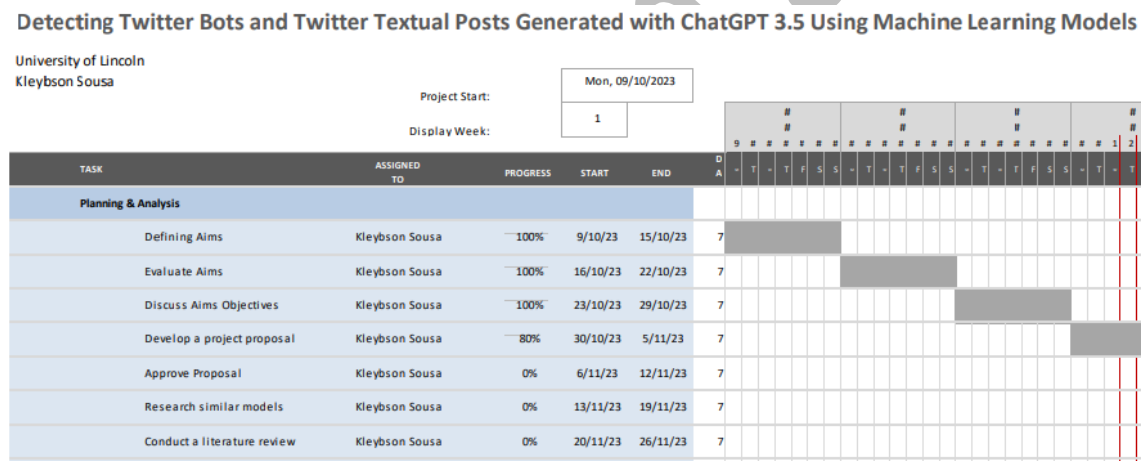 Detecting Twitter Bots and Twitter Textual Posts Generated with ChatGPT 3.5 Using Machine Learning Models
University of Lincoln
Kleybson Sousa
Project Start: Mon, 09/10/2023
Display Week: 1
# # # #
# # # #
9 # # # # # # # # # # # # # # # # # # # # # # 1 2
TASK ASSIGNED TO PROGRESS START END DA T T F S S T T F S S T T F S S T T
Planning & Analysis
Defining Aims Kleybson Sousa 100% 9/10/23 15/10/23 7
Evaluate Aims Kleybson Sousa 100% 16/10/23 22/10/23 7
Discuss Aims Objectives Kleybson Sousa 100% 23/10/23 29/10/23 7
Develop a project proposal Kleybson Sousa 80% 30/10/23 5/11/23 7
Approve Proposal Kleybson Sousa 0% 6/11/23 12/11/23 7
Research similar models Kleybson Sousa 0% 13/11/23 19/11/23 7
Conduct a literature review Kleybson Sousa 0% 20/11/23 26/11/23 7